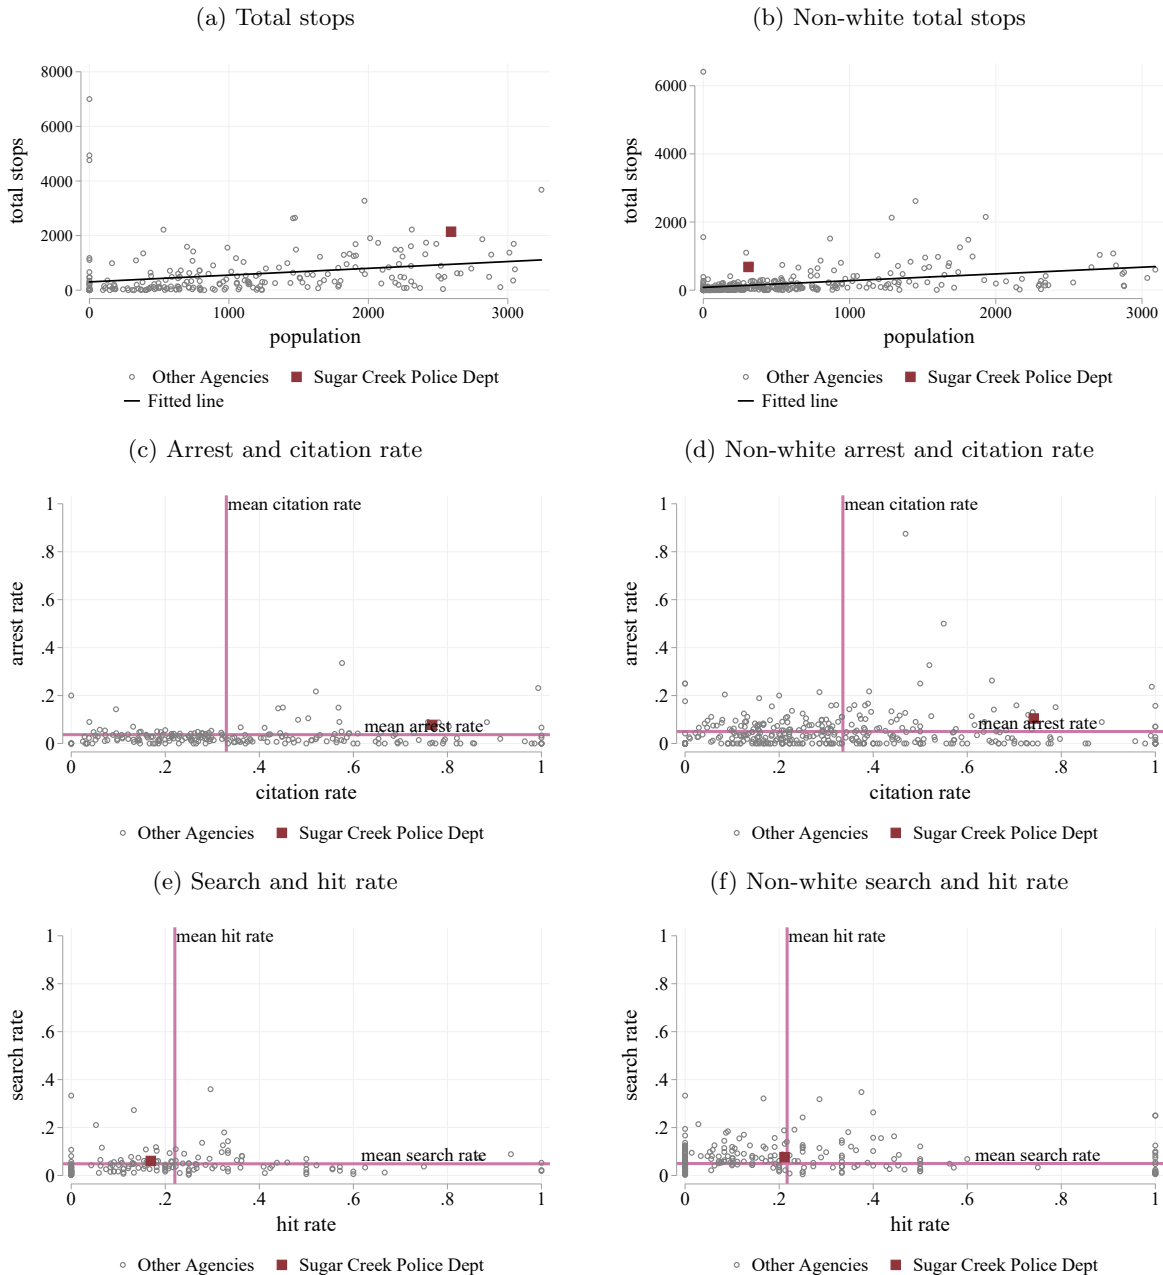 (a) Total stops
(b) Non-white total stops
total stops
8000
6000
4000
2000
0
0 1000 2000 3000
population
Other Agencies Sugar Creek Police Dept
Fitted line
total stops
6000
4000
2000
0
0 1000 2000 3000
population
Other Agencies Sugar Creek Police Dept
Fitted line
(c) Arrest and citation rate
(d) Non-white arrest and citation rate
arrest rate
1
.8
.6
.4
.2
0
mean citation rate
mean arrest rate
0 .2 .4 .6 .8 1
citation rate
Other Agencies Sugar Creek Police Dept
arrest rate
1
.8
.6
.4
.2
0
mean citation rate
mean arrest rate
0 .2 .4 .6 .8 1
citation rate
Other Agencies Sugar Creek Police Dept
(e) Search and hit rate
(f) Non-white search and hit rate
search rate
1
.8
.6
.4
.2
0
mean hit rate
mean search rate
0 .2 .4 .6 .8 1
hit rate
Other Agencies Sugar Creek Police Dept
search rate
1
.8
.6
.4
.2
0
mean hit rate
mean search rate
0 .2 .4 .6 .8 1
hit rate
Other Agencies Sugar Creek Police Dept